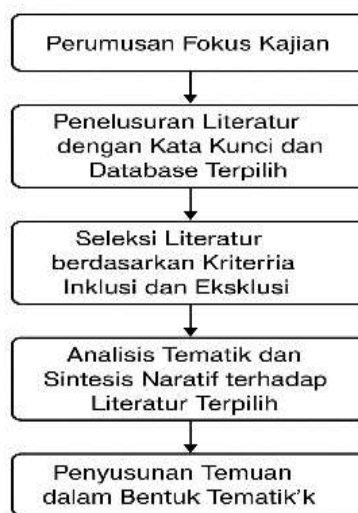 Perumusan Fokus Kajian
Penelusuran Literatur
dengan Kata Kunci dan
Database Terpilih
Seleksi Literatur
berdasarkan Kriterria
Inklusi dan Eksklusi
Analisis Tematik dan
Sintesis Naratif terhadap
Literatur Terpilih
Penyusunan Temuan
dalam Bentuk Tematik’k